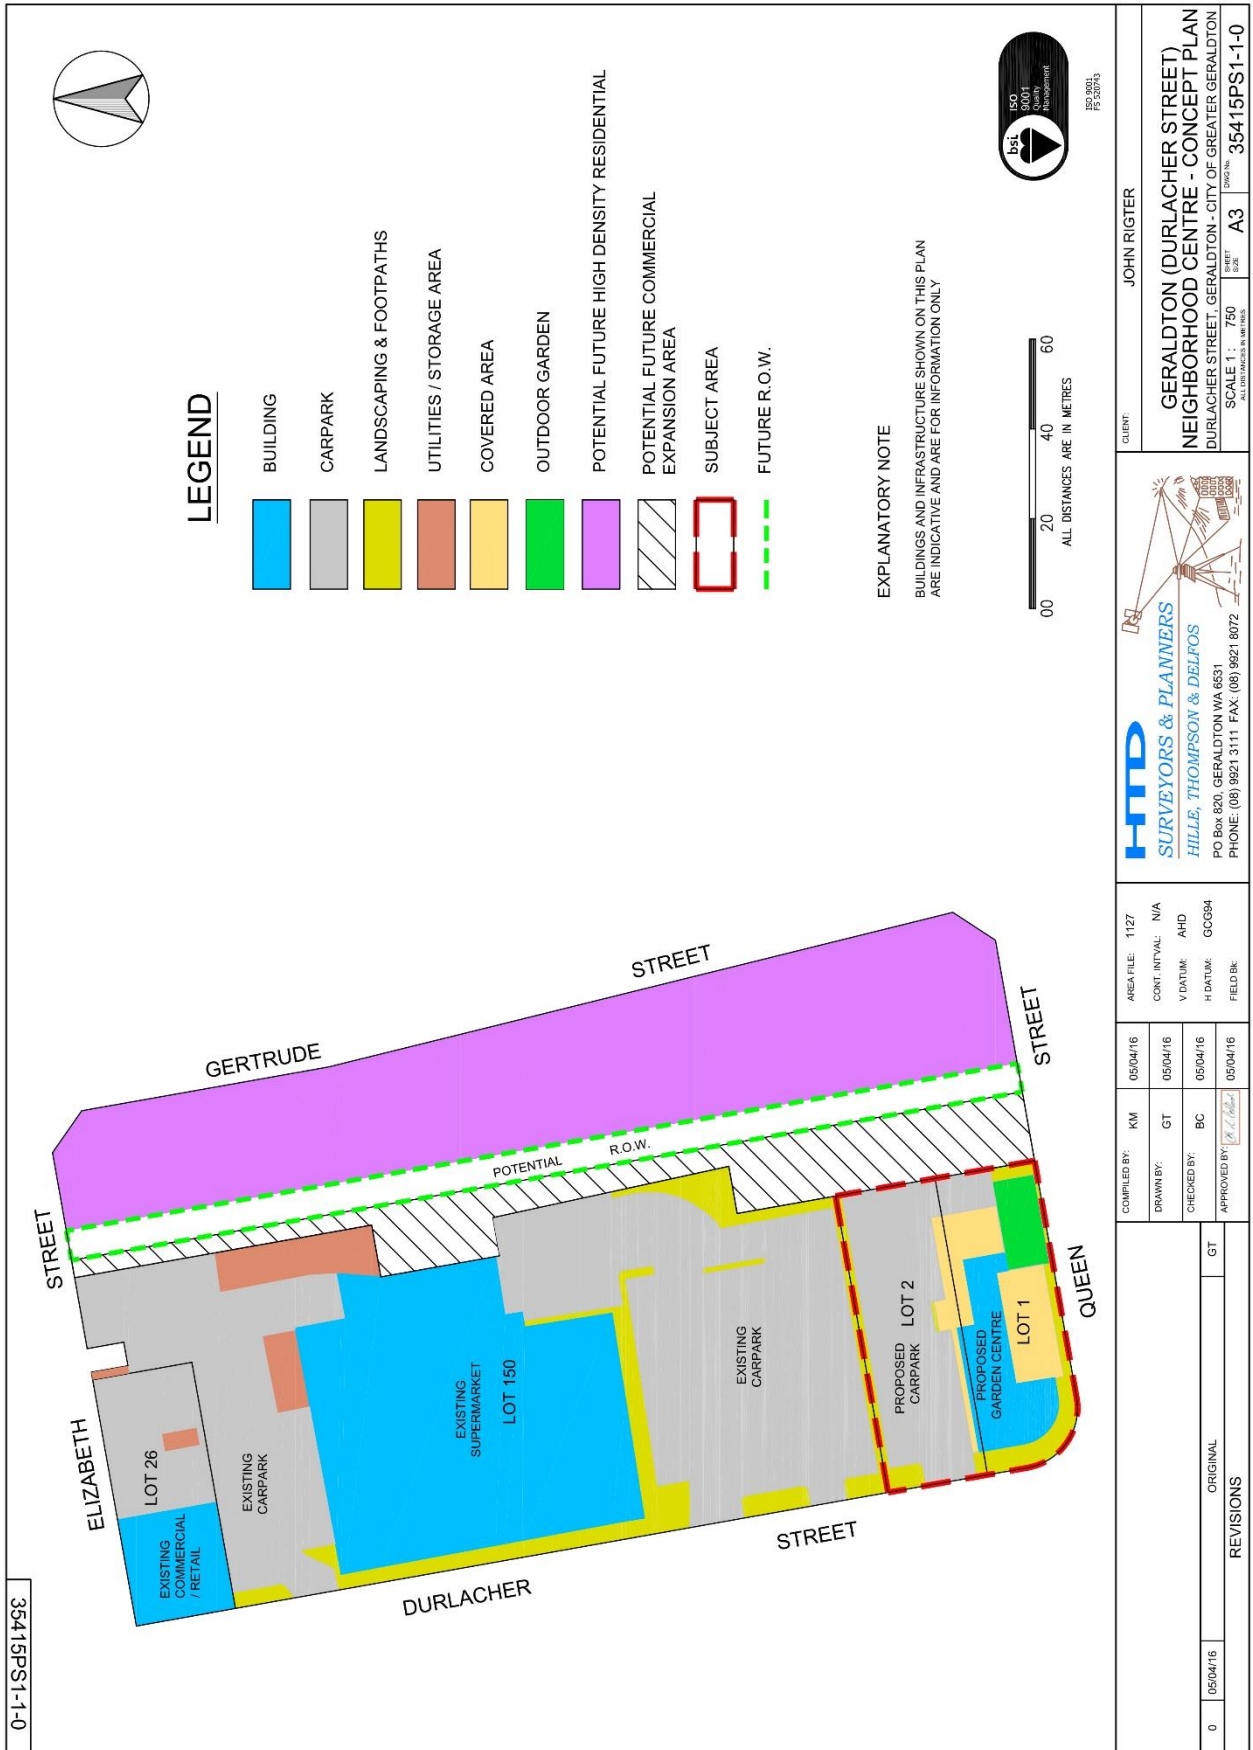 35415PS1-1-0
ELIZABETH
STREET
GERTRUDE
STREET
DURLACHER
STREET
QUEEN
STREET
EXISTING
COMMERCIAL
/ RETAIL
LOT 26
EXISTING
CARPARK
EXISTING
SUPERMARKET
LOT 150
POTENTIAL
R.O.W.
EXISTING
CARPARK
PROPOSED
CARPARK
LOT 2
PROPOSED
GARDEN CENTRE
LOT 1
LEGEND
BUILDING
CARPARK
LANDSCAPING & FOOTPATHS
UTILITIES / STORAGE AREA
COVERED AREA
OUTDOOR GARDEN
POTENTIAL FUTURE HIGH DENSITY RESIDENTIAL
POTENTIAL FUTURE COMMERCIAL
EXPANSION AREA
SUBJECT AREA
FUTURE R.O.W.
EXPLANATORY NOTE
BUILDINGS AND INFRASTRUCTURE SHOWN ON THIS PLAN
ARE INDICATIVE AND ARE FOR INFORMATION ONLY
00 20 40 60
ALL DISTANCES ARE IN METRES
bsi.
ISO
9001
Quality
Management
ISO 9001
FS 520743
0 05/04/16 ORIGINAL GT
REVISIONS
COMPILED BY: KM 05/04/16
DRAWN BY: GT 05/04/16
CHECKED BY: BC 05/04/16
APPROVED BY: 05/04/16
AREA FILE: 1127
CONT. INT'VAL: N/A
V DATUM: AHD
H DATUM: GCG94
FIELD Bk:
HTD
SURVEYORS & PLANNERS
HILLE, THOMPSON & DELFOS
PO Box 820, GERALDTON WA 6531
PHONE: (08) 9921 3111 FAX: (08) 9921 8072
CLIENT: JOHN RIGTER
GERALDTON (DURLACHER STREET)
NEIGHBORHOOD CENTRE - CONCEPT PLAN
DURLACHER STREET, GERALDTON - CITY OF GREATER GERALDTON
SCALE 1 : 750
ALL DISTANCES IN METRES
SHEET
SIZE
A3
DWG No.
35415PS1-1-0